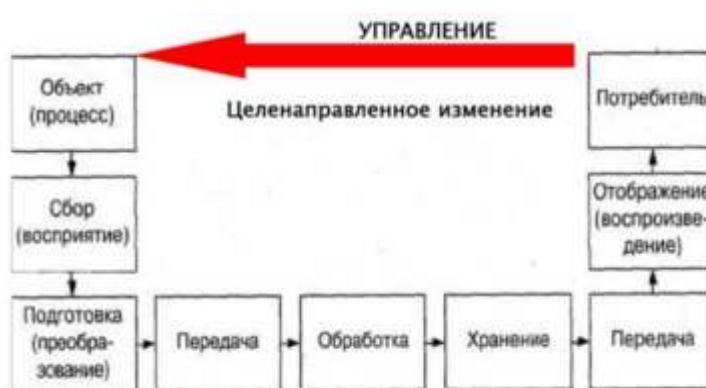 УПРАВЛЕНИЕ
Целенаправленное изменение
Объект
(процесс)
Сбор
(восприятие)
Подготовка
(преобра-
зование)
Передача
Обработка
Хранение
Передача
Отображение
(воспроизве-
дение)
Потребитель